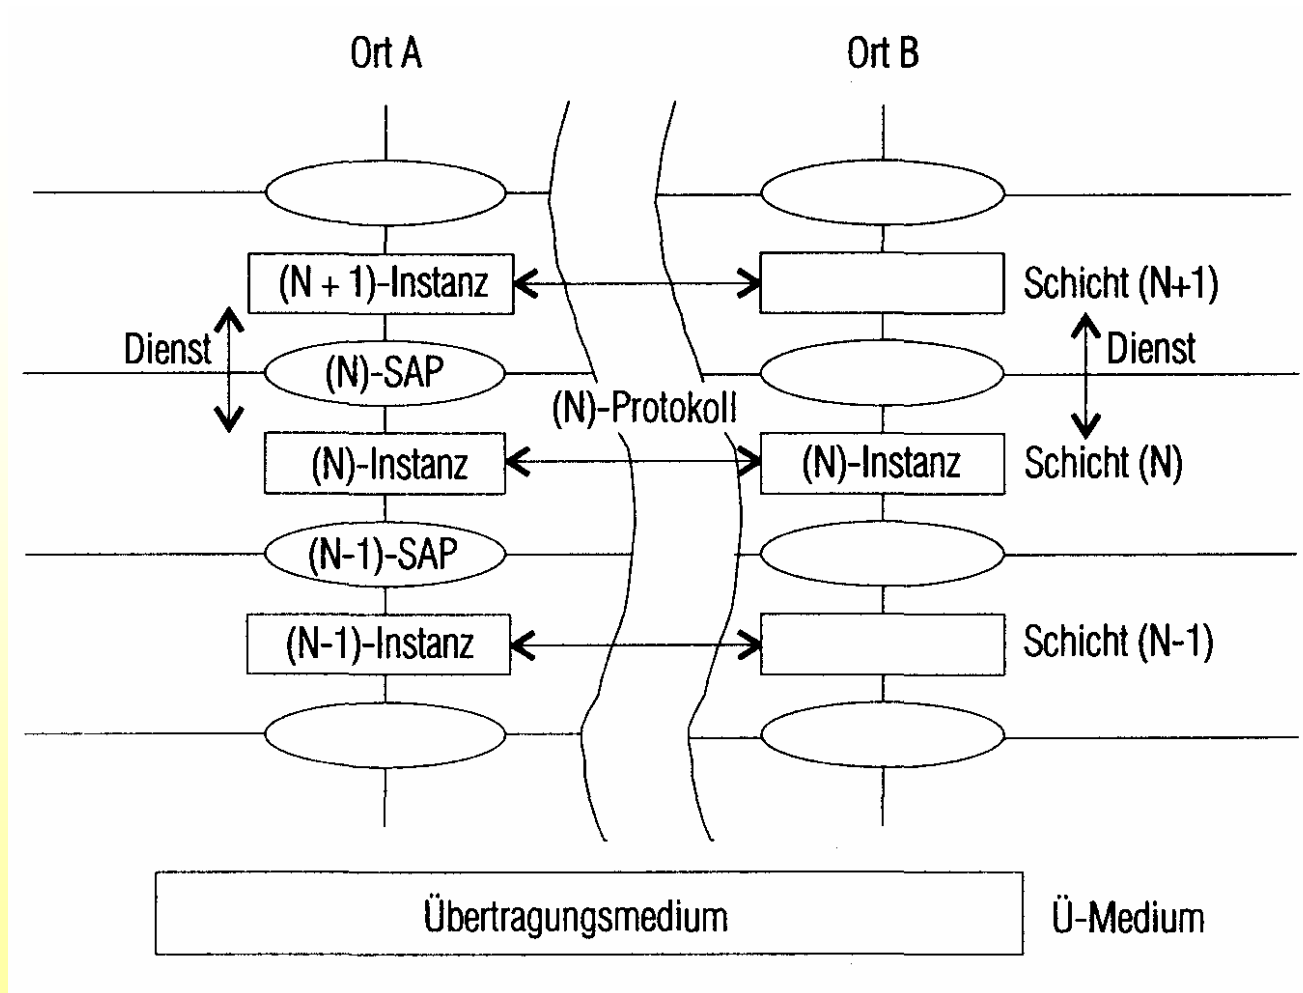 Ort A
Ort B
(N + 1)-Instanz
Schicht (N+1)
Dienst
(N)-SAP
Dienst
(N)-Protokoll
(N)-Instanz
(N)-Instanz
Schicht (N)
(N-1)-SAP
(N-1)-Instanz
Schicht (N-1)
Übertragungsmedium
Ü-Medium